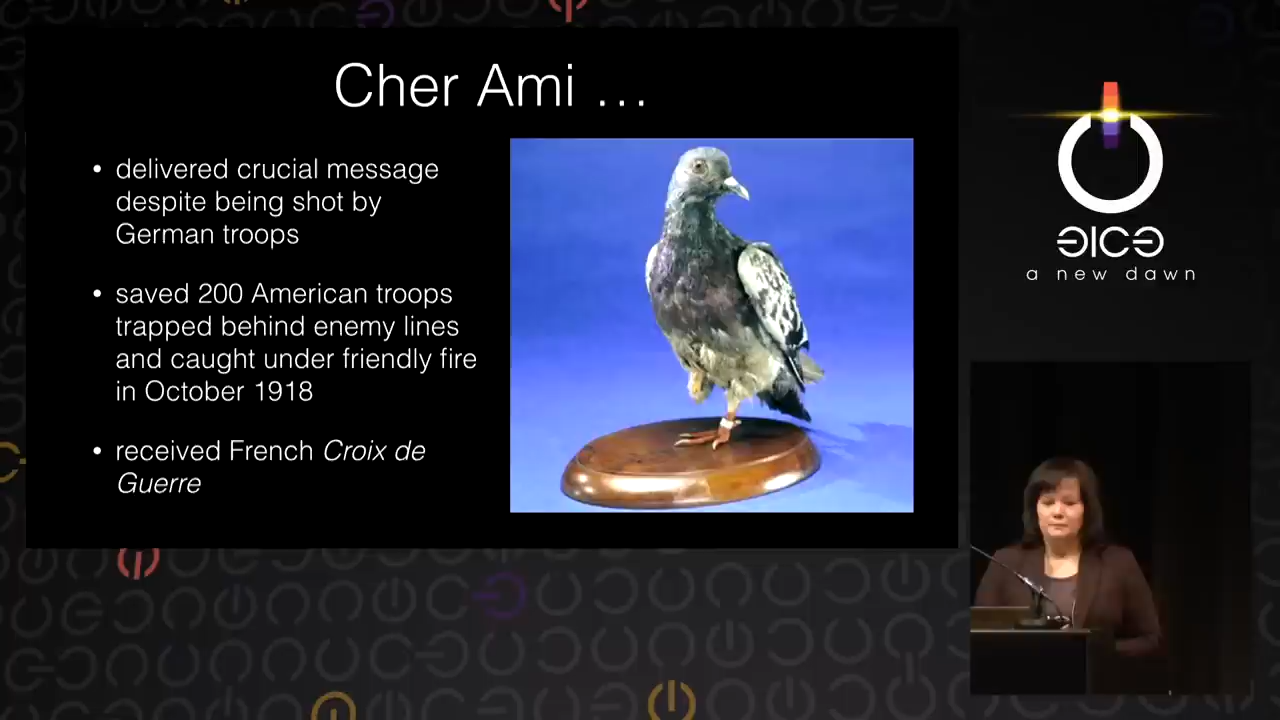 Cher Ami …
• delivered crucial message
despite being shot by
German troops
• saved 200 American troops
trapped behind enemy lines
and caught under friendly fire
in October 1918
• received French Croix de
Guerre
a new dawn